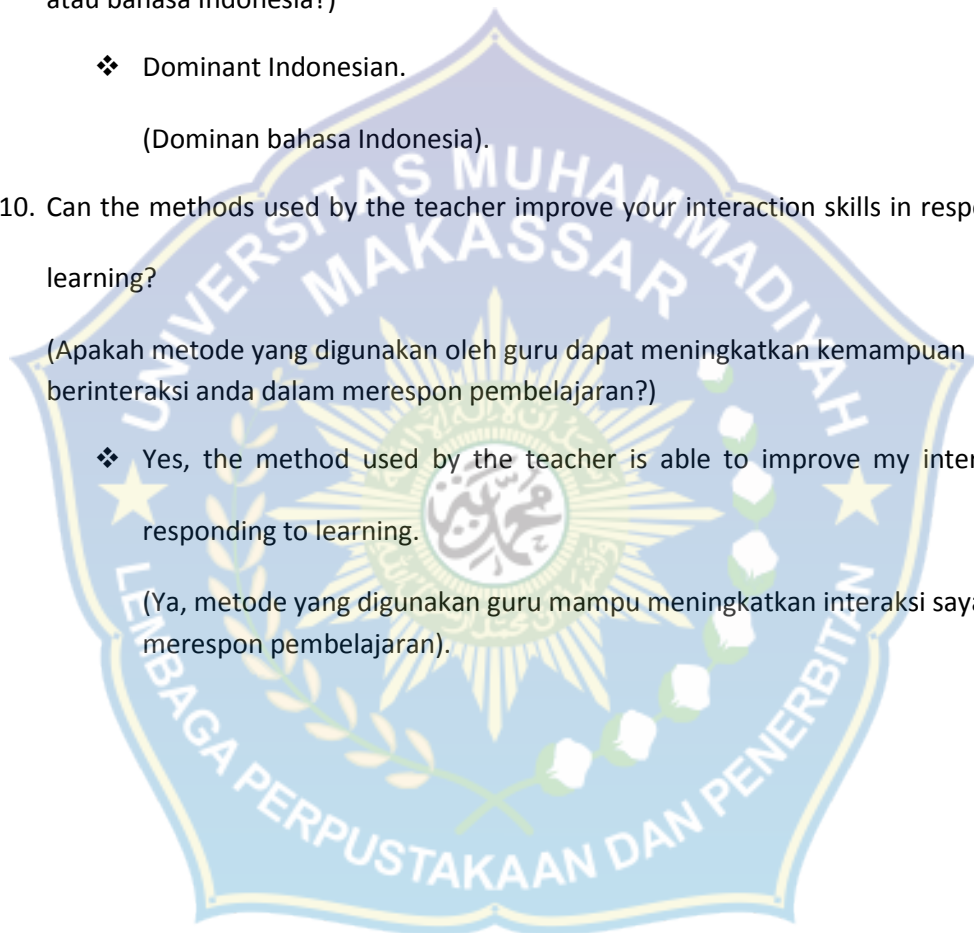 atau bahasa Indonesia?)
❖ Dominant Indonesian.
(Dominan bahasa Indonesia).
10. Can the methods used by the teacher improve your interaction skills in
learning?
(Apakah metode yang digunakan oleh guru dapat meningkatkan kemampuan
berinteraksi anda dalam merespon pembelajaran?)
❖ Yes, the method used by the teacher is able to improve my
responding to learning.
(Ya, metode yang digunakan guru mampu meningkatkan interaksi saya
merespon pembelajaran).
UNIVERSITAS MUHAMMADIYAH
MAKASSAR
LEMBAGA PERPUSTAKAAN DAN PENERBITAN